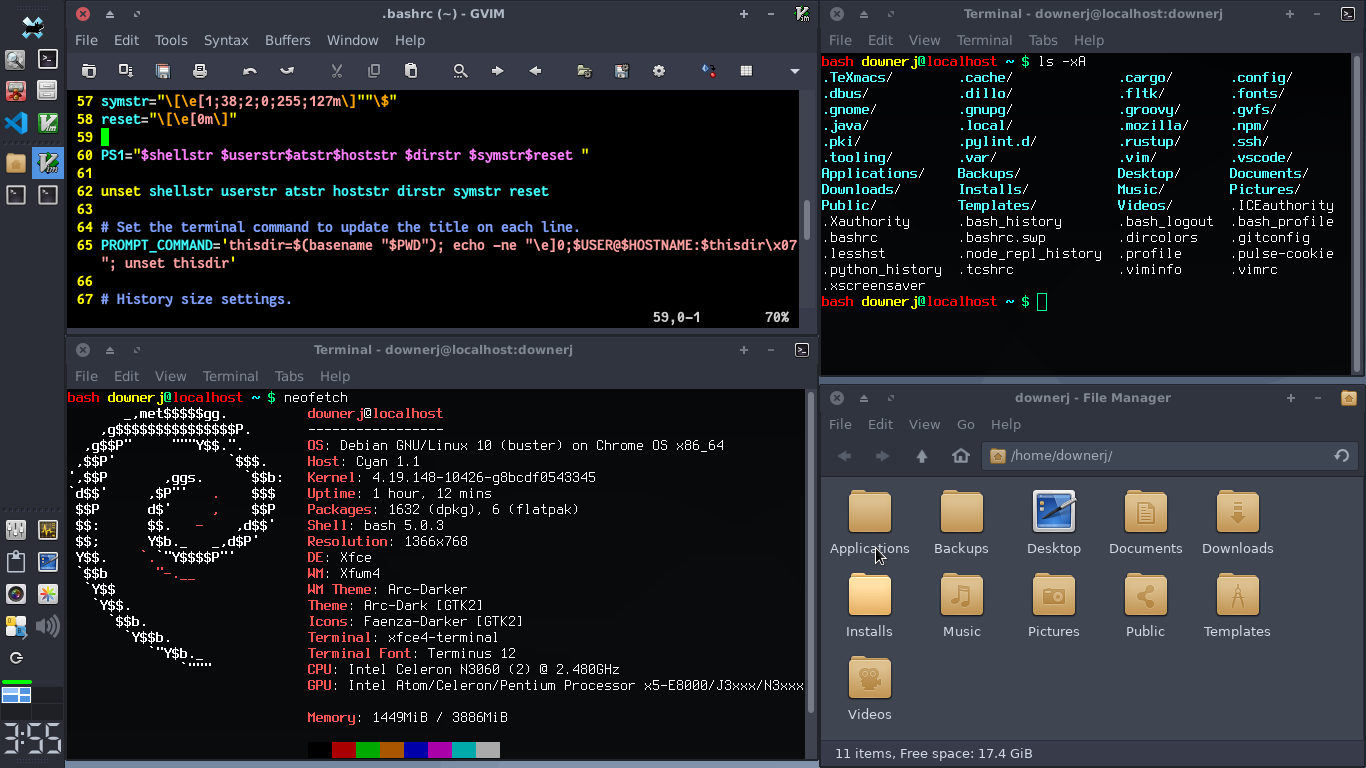 .bashrc (~) - GVIM
File Edit Tools Syntax Buffers Window Help
57 symstr="\[\e[1;38;2;0;255;127m\]""\$"
58 reset="\[\e[0m\]"
59
60 PS1="$shellstr $userstr$atstr$hoststr $dirstr $symstr$reset "
61
62 unset shellstr userstr atstr hoststr dirstr symstr reset
63
64 # Set the terminal command to update the title on each line.
65 PROMPT_COMMAND='thisdir=$(basename "$PWD"); echo -ne "\e]0;$USER@$HOSTNAME:$thisdir\x07
"; unset thisdir'
66
67 # History size settings.
59,0-1 70%
Terminal - downerj@localhost:downerj
File Edit View Terminal Tabs Help
bash downerj@localhost ~ $ ls -xA
.TeXmacs/ .cache/ .cargo/ .config/
.dbus/ .dillo/ .fltk/ .fonts/
.gnome/ .gnupg/ .groovy/ .gvfs/
.java/ .local/ .mozilla/ .npm/
.pki/ .pylint.d/ .rustup/ .ssh/
.tooling/ .var/ .vim/ .vscode/
Applications/ Backups/ Desktop/ Documents/
Downloads/ Installs/ Music/ Pictures/
Public/ Templates/ Videos/ .ICEauthority
.Xauthority .bash_history .bash_logout .bash_profile
.bashrc .bashrc.swp .dircolors .gitconfig
.lesshst .node_repl_history .profile .pulse-cookie
.python_history .tcshrc .viminfo .vimrc
.xscreensaver
bash downerj@localhost ~ $
Terminal - downerj@localhost:downerj
File Edit View Terminal Tabs Help
bash downerj@localhost ~ $ neofetch
_,met$$$$$gg.
,g$$$$$$$$$$$$$$$P.
,g$$P"     """Y$$.".
,$$P'              `$$$.
',$$P       ,ggs.     `$$b:
`d$$'     ,$P"'   .    $$$
$$P      d$'     ,    $$P
$$:      $$.   -    ,d$$'
$$;      Y$b._   _,d$P'
Y$$.    `.`"Y$$$$P"'
`$$b      "-.__
`Y$$
`Y$$.
`$$b.
`Y$$b.
`"Y$b._
`"""
downerj@localhost
-----------------
OS: Debian GNU/Linux 10 (buster) on Chrome OS x86_64
Host: Cyan 1.1
Kernel: 4.19.148-10426-g8bcdf0543345
Uptime: 1 hour, 12 mins
Packages: 1632 (dpkg), 6 (flatpak)
Shell: bash 5.0.3
Resolution: 1366x768
DE: Xfce
WM: Xfwm4
WM Theme: Arc-Darker
Theme: Arc-Dark [GTK2]
Icons: Faenza-Darker [GTK2]
Terminal: xfce4-terminal
Terminal Font: Terminus 12
CPU: Intel Celeron N3060 (2) @ 2.480GHz
GPU: Intel Atom/Celeron/Pentium Processor x5-E8000/J3xxx/N3xxx
Memory: 1449MiB / 3886MiB
downerj - File Manager
File Edit View Go Help
/home/downerj/
Applications Backups Desktop Documents Downloads
Installs Music Pictures Public Templates
Videos
11 items, Free space: 17.4 GiB
3:55